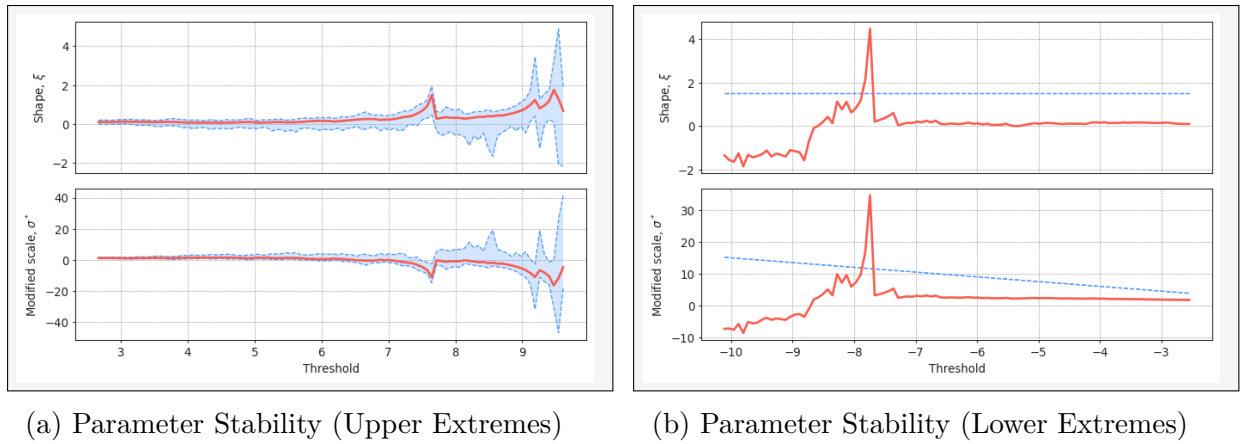 4
2
0
−2
Shape, ξ
40
20
0
−20
−40
Modified scale, σ*
3 4 5 6 7 8 9
Threshold
(a) Parameter Stability (Upper Extremes)
4
2
0
−2
Shape, ξ
30
20
10
0
−10
Modified scale, σ*
−10 −9 −8 −7 −6 −5 −4 −3
Threshold
(b) Parameter Stability (Lower Extremes)